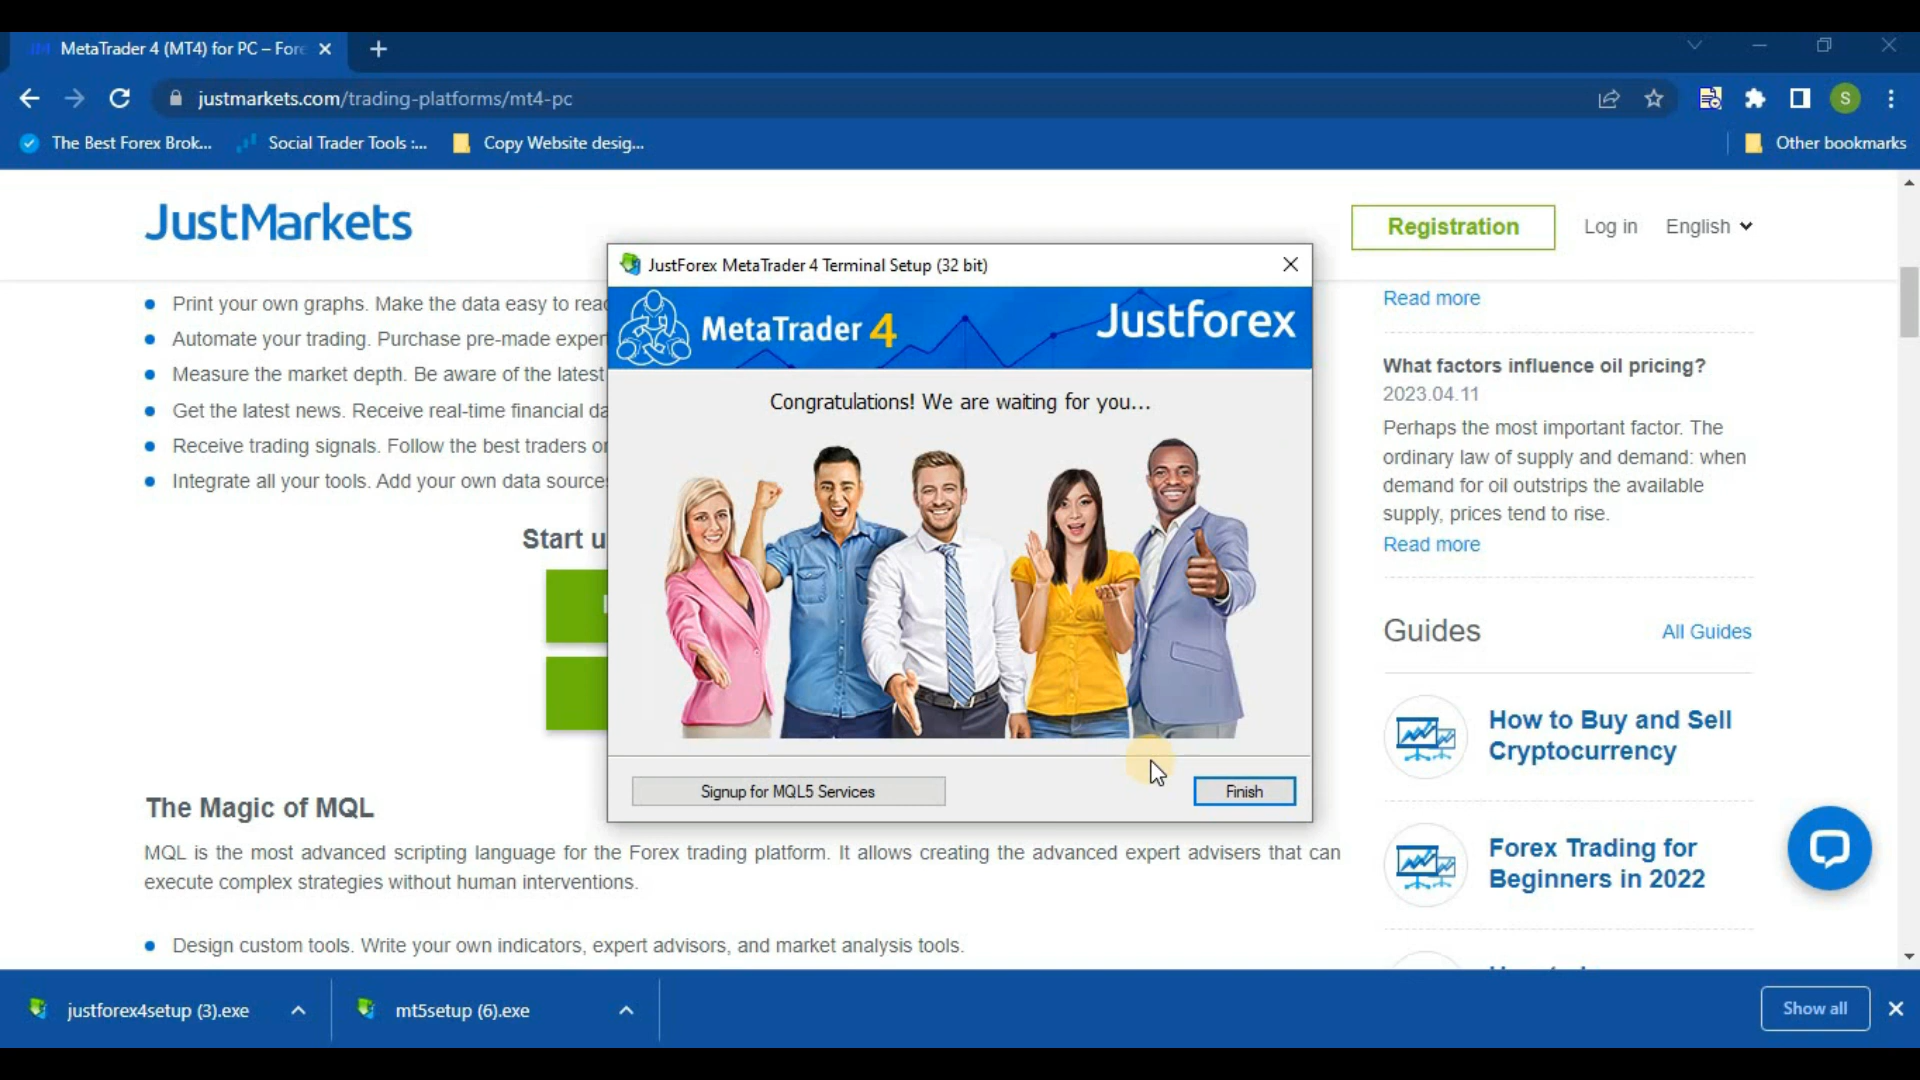 MetaTrader 4 (MT4) for PC – Fore
justmarkets.com/trading-platforms/mt4-pc
S
The Best Forex Brok...
Social Trader Tools :...
Copy Website desig...
Other bookmarks
JustMarkets
Registration
Log in
English
Print your own graphs. Make the data easy to read
Automate your trading. Purchase pre-made exper
Measure the market depth. Be aware of the latest
Get the latest news. Receive real-time financial da
Receive trading signals. Follow the best traders or
Integrate all your tools. Add your own data sources
Start u
JustForex MetaTrader 4 Terminal Setup (32 bit)
MetaTrader 4
Justforex
Congratulations! We are waiting for you...
Signup for MQL5 Services
Finish
The Magic of MQL
MQL is the most advanced scripting language for the Forex trading platform. It allows creating the advanced expert advisers that can
execute complex strategies without human interventions.
Design custom tools. Write your own indicators, expert advisors, and market analysis tools.
Read more
What factors influence oil pricing?
2023.04.11
Perhaps the most important factor. The
ordinary law of supply and demand: when
demand for oil outstrips the available
supply, prices tend to rise.
Read more
Guides
All Guides
How to Buy and Sell
Cryptocurrency
Forex Trading for
Beginners in 2022
justforex4setup (3).exe
mt5setup (6).exe
Show all